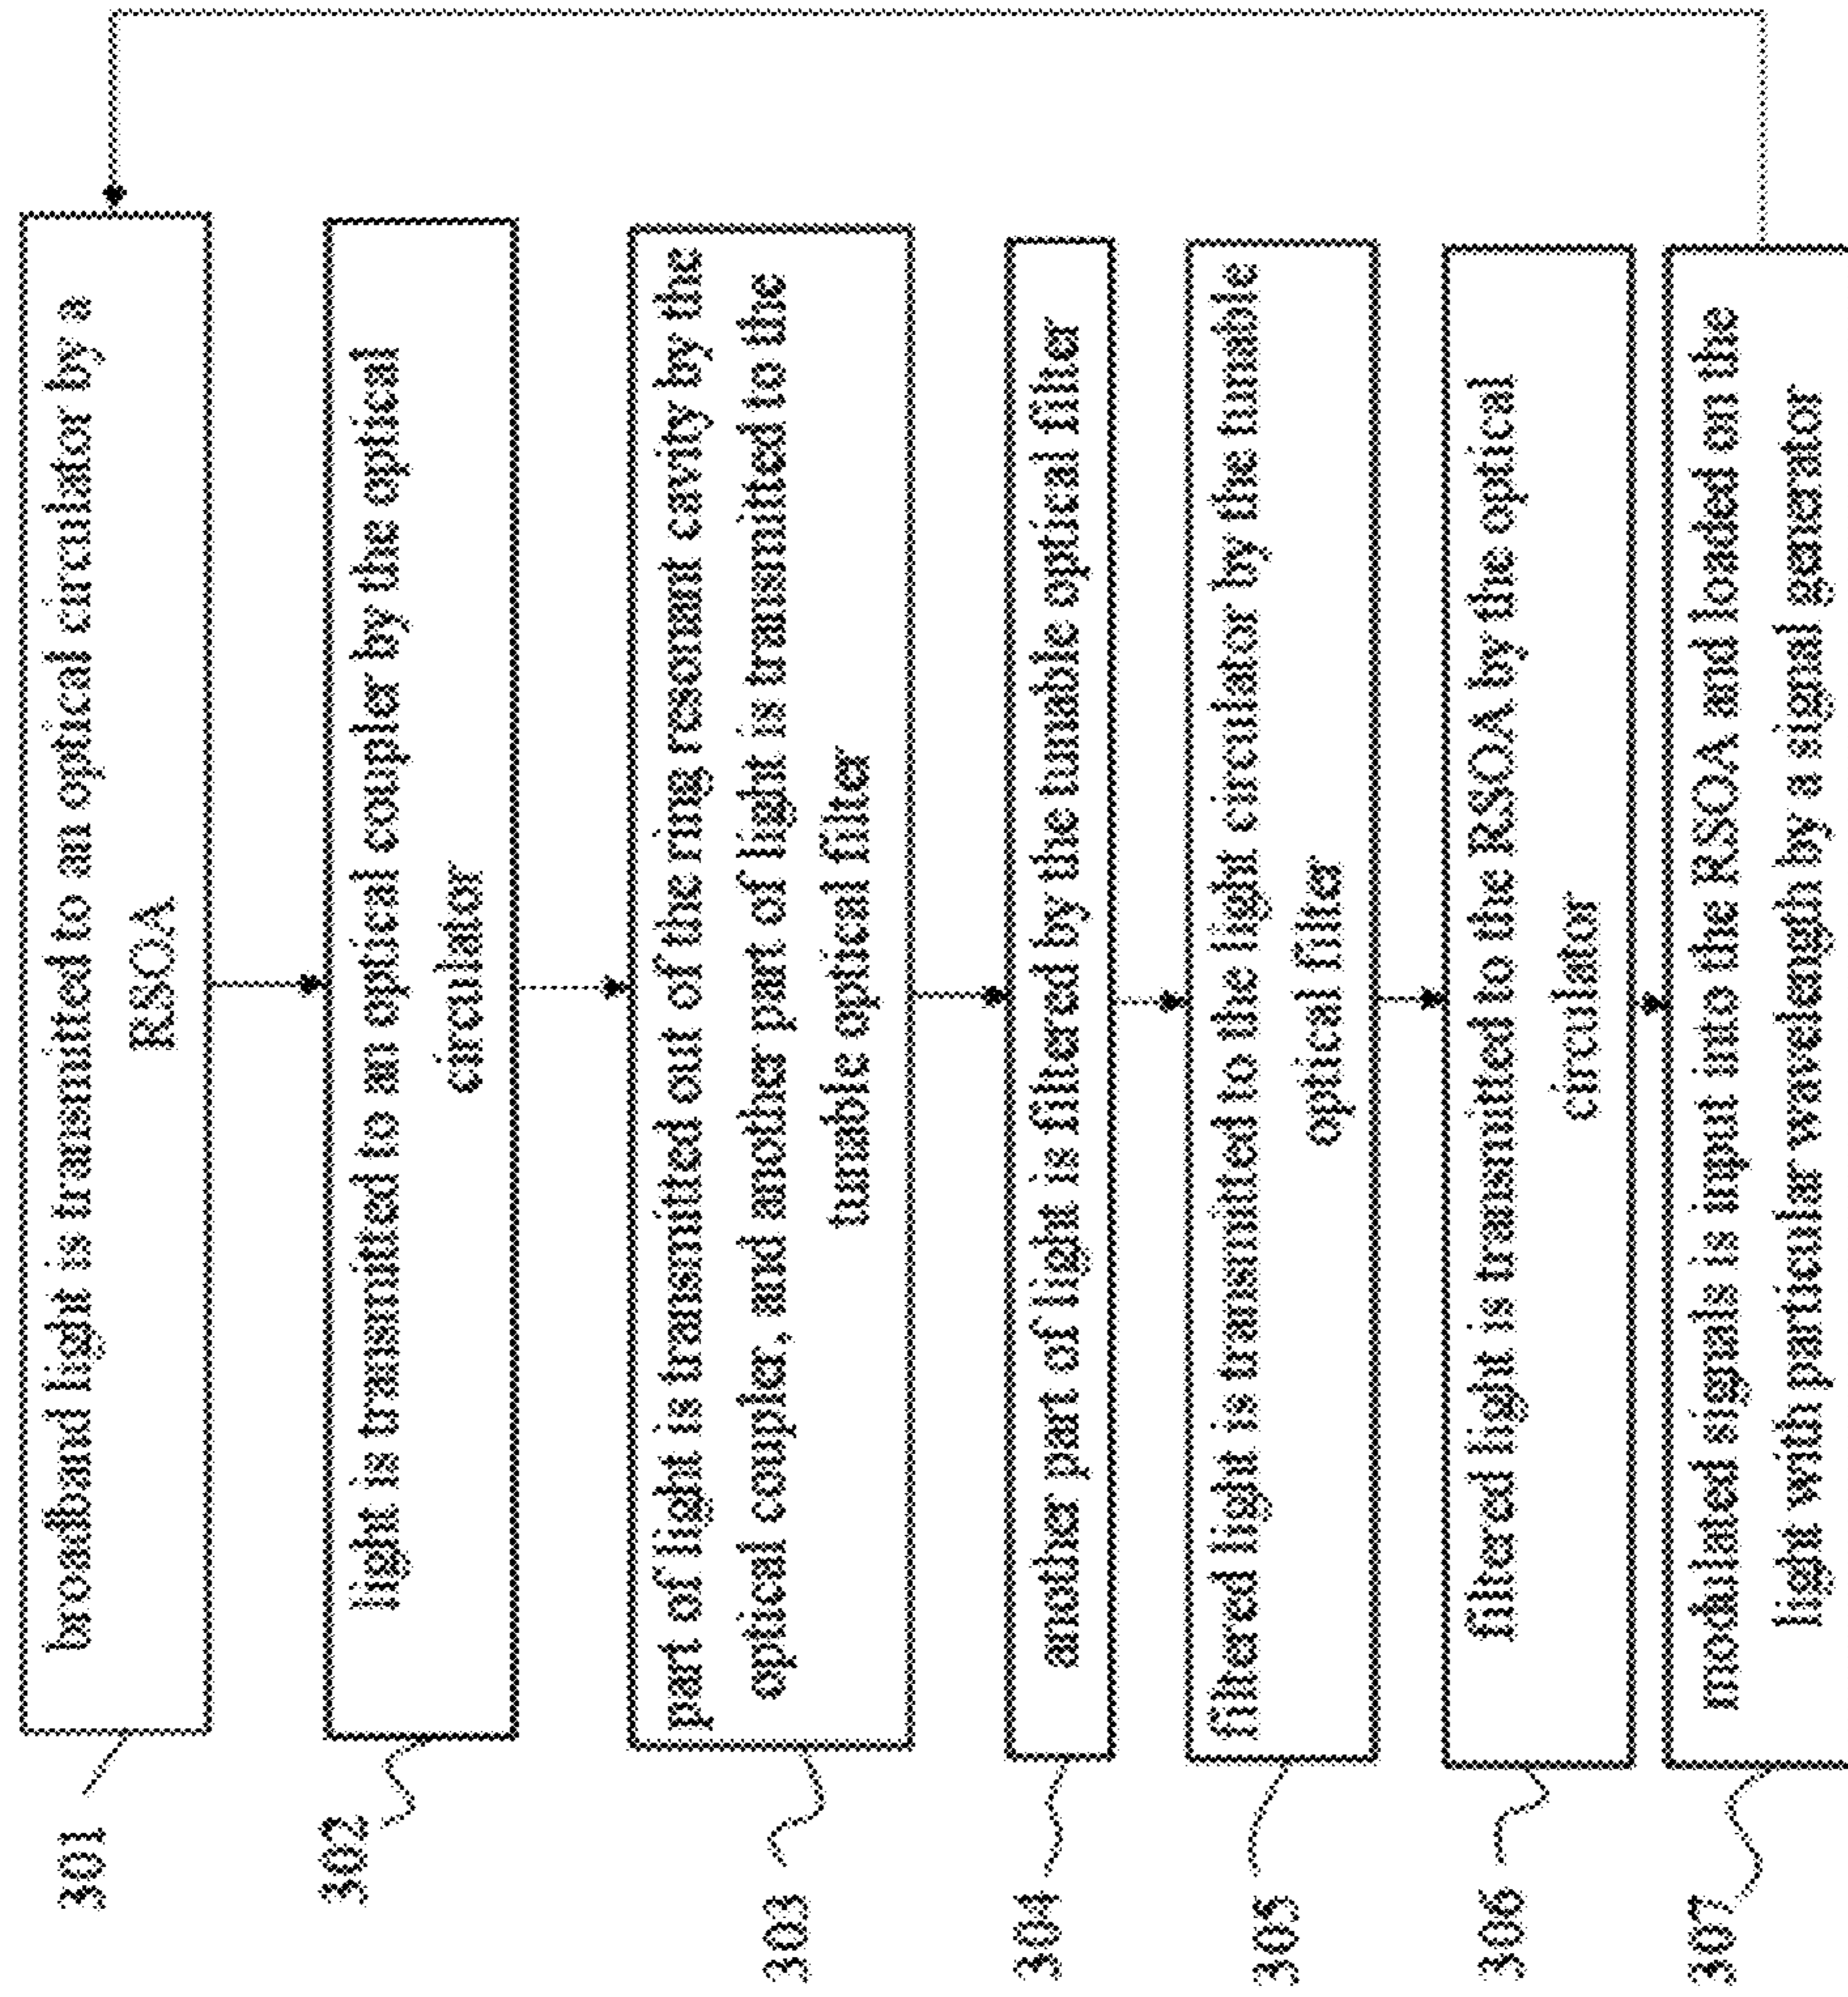 301
broadband light is transmitted to an optical circulator by a
RSOA
302
light is transmitted to an optical coupler by the optical
circulator
303
part of light is transmitted out of the ring resonant cavity by the
optical coupler, and another part of light is transmitted to the
tunable optical filter
304
another part of light is filtered by the tunable optical filter
305
filtered light is transmitted to the light circulator by the tunable
optical filter
306
filtered light is transmitted to the RSOA by the optical
circulator
307
modulated signals is input into the RSOA and loaded on the
light with particular wavelength by a signal generator